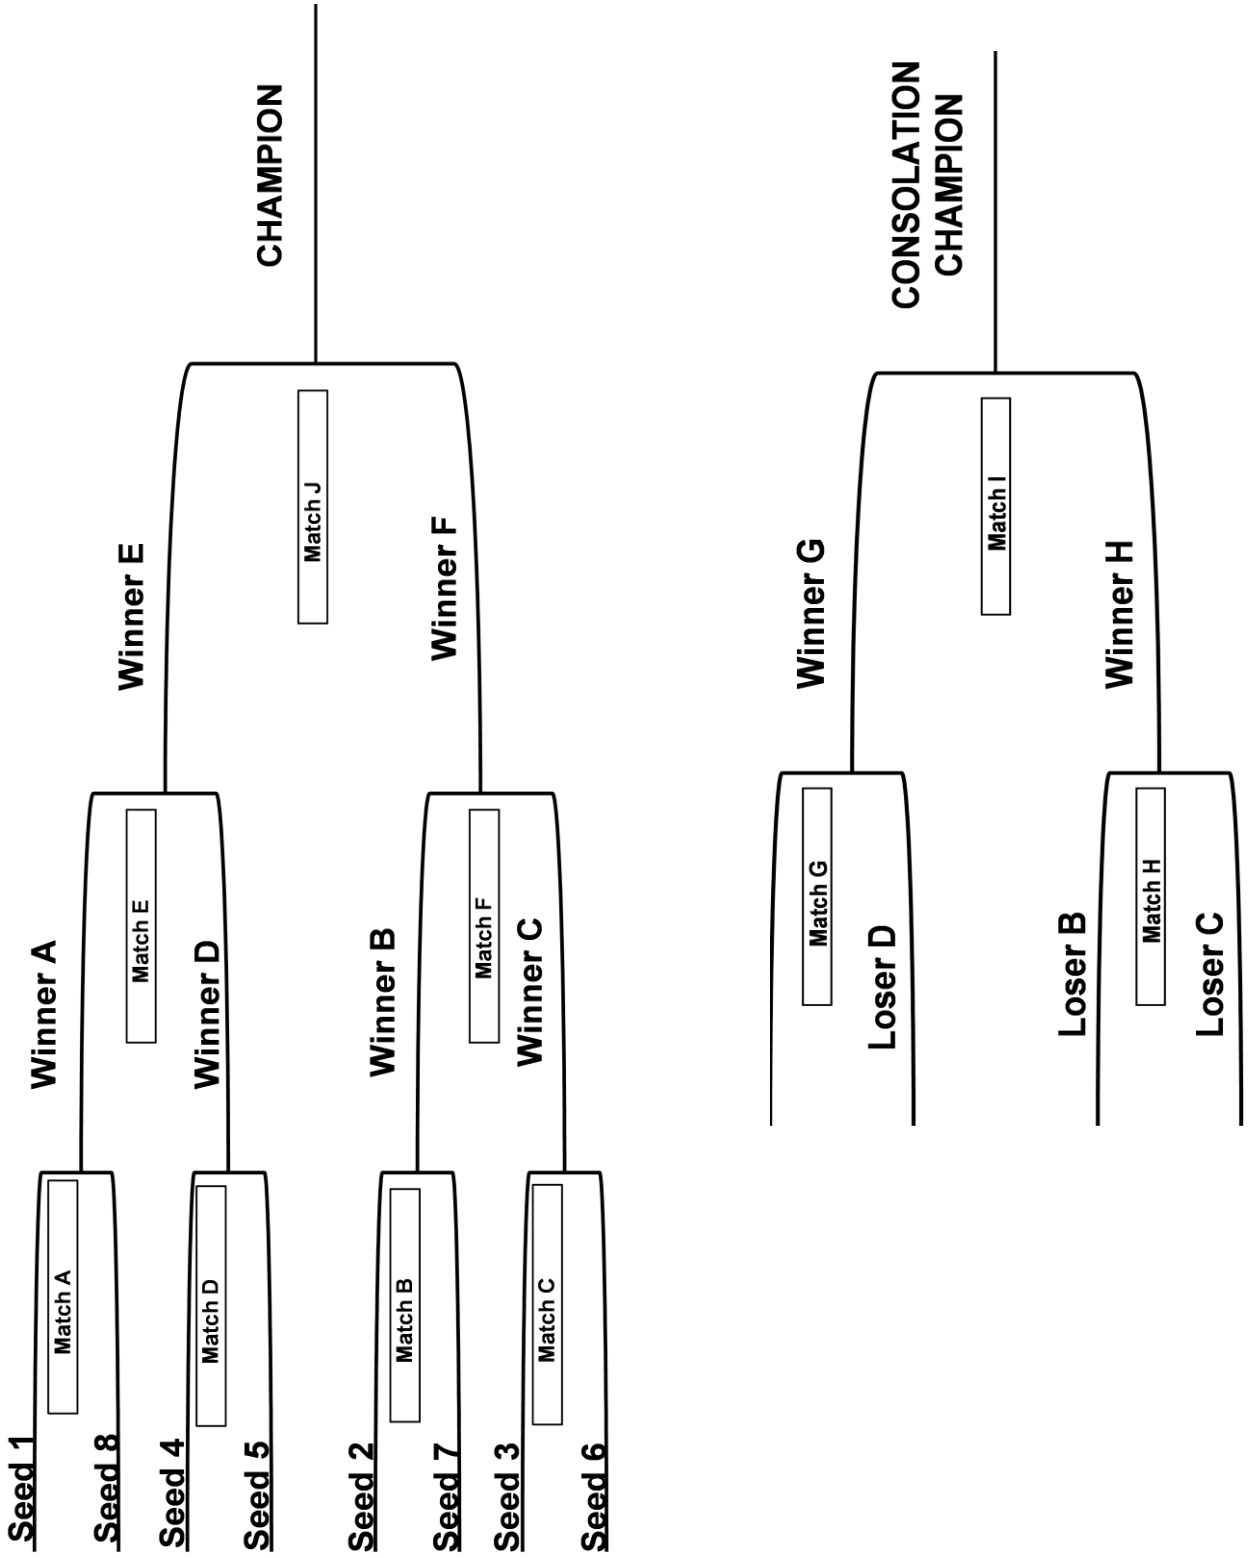 Seed 1
Match A
Seed 8
Winner A
Match E
Seed 4
Match D
Seed 5
Winner D
Winner E
Match J
CHAMPION
Seed 2
Match B
Seed 7
Winner B
Match F
Seed 3
Match C
Seed 6
Winner C
Winner F
Match G
Loser D
Winner G
Match I
CONSOLATION
CHAMPION
Loser B
Match H
Loser C
Winner H